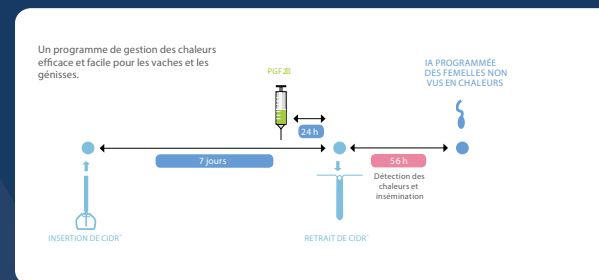 Un programme de gestion des chaleurs
efficace et facile pour les vaches et les
génisses.
PGF2
IA PROGRAMMÉE
DES FEMELLES NON
VUS EN CHALEURS
24 h
7 jours
56 h
Détection des
chaleurs et
insémination
INSERTION DE CIDR
RETRAIT DE CIDR